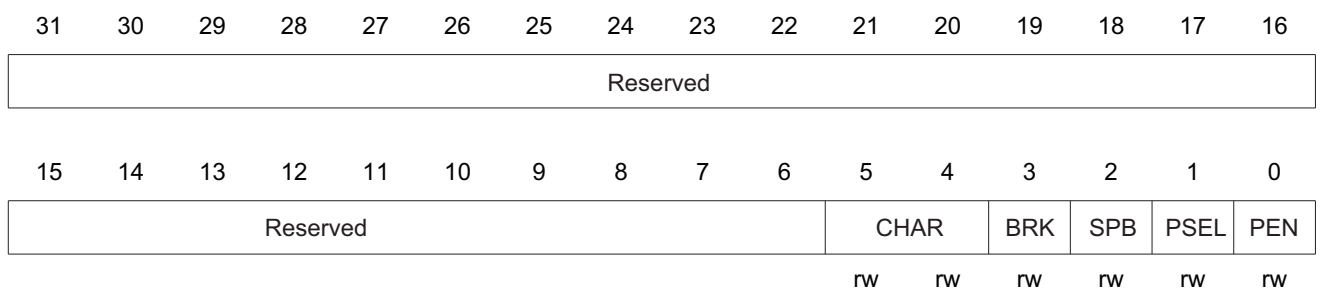 31 30 29 28 27 26 25 24 23 22 21 20 19 18 17 16
Reserved
15 14 13 12 11 10 9 8 7 6 5 4 3 2 1 0
Reserved CHAR BRK SPB PSEL PEN
rw rw rw rw rw rw